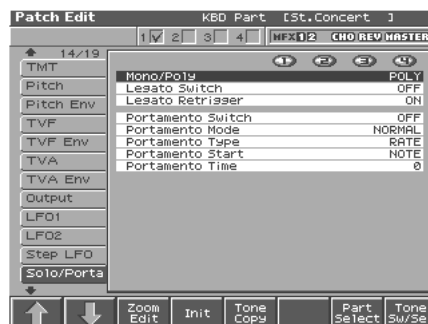 Patch Edit KBD Part [St.Concert ]
1 2 3 4 MFX 1 2 CHO REV MASTER
14/19
1 2 3 4
TMT
Pitch
Pitch Env
TVF
TVF Env
TVA
TVA Env
Output
LFO1
LFO2
Step LFO
Solo/Porta
Mono/Poly POLY
Legato Switch OFF
Legato Retrigger ON
Portamento Switch OFF
Portamento Mode NORMAL
Portamento Type RATE
Portamento Start NOTE
Portamento Time 0
Zoom Edit Init Tone Copy Part Select Tone Sw/Sel